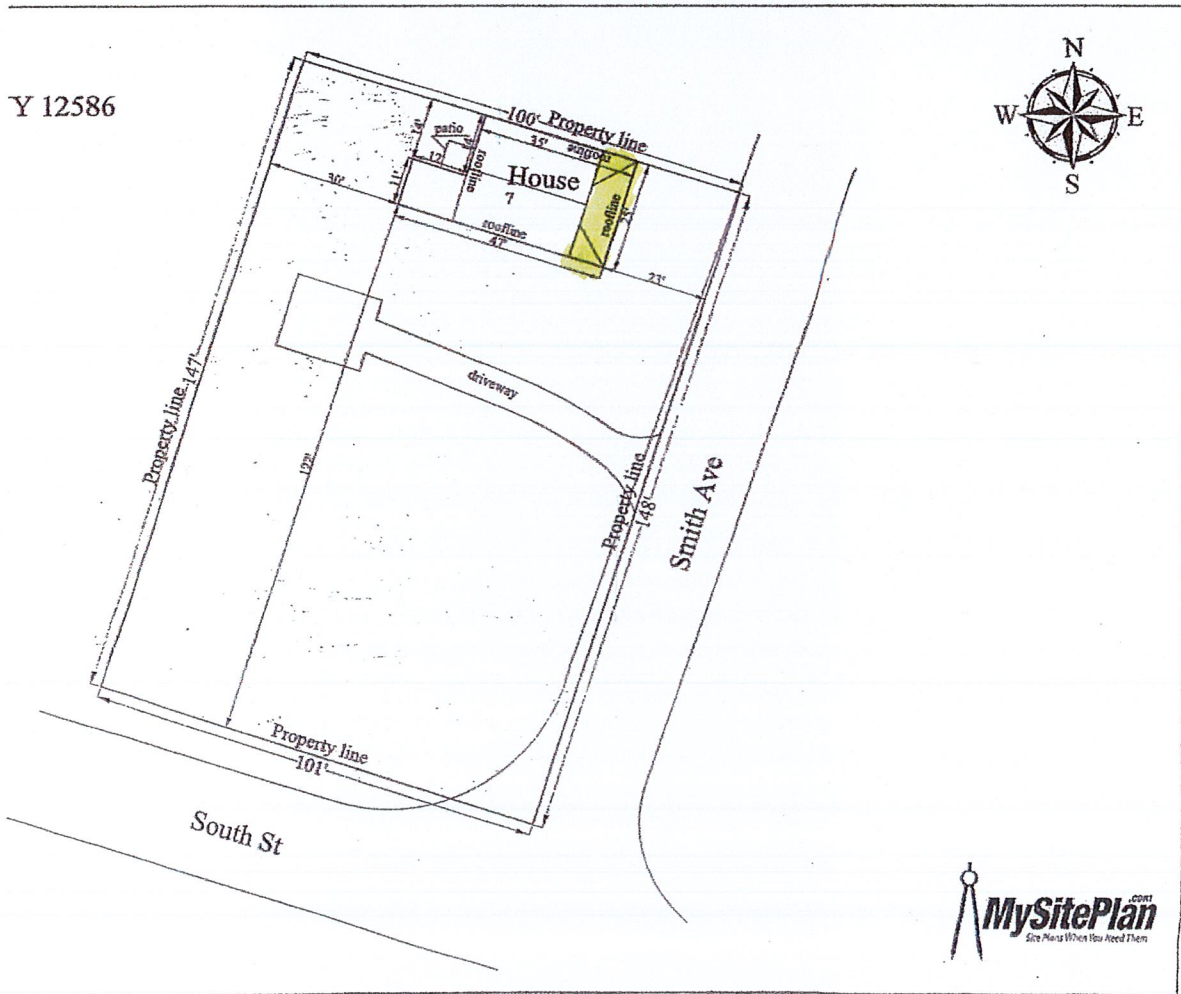 Y 12586
N
W E
S
100' Property line
14'
patio
14'
12'
35'
roofline
roofline
House
7
11'
30'
roofline
25'
roofline
47'
23'
driveway
Property line 147'
122'
Property line
148'
Smith Ave
Property line
101'
South St
MySitePlan.com
Site Plans When You Need Them